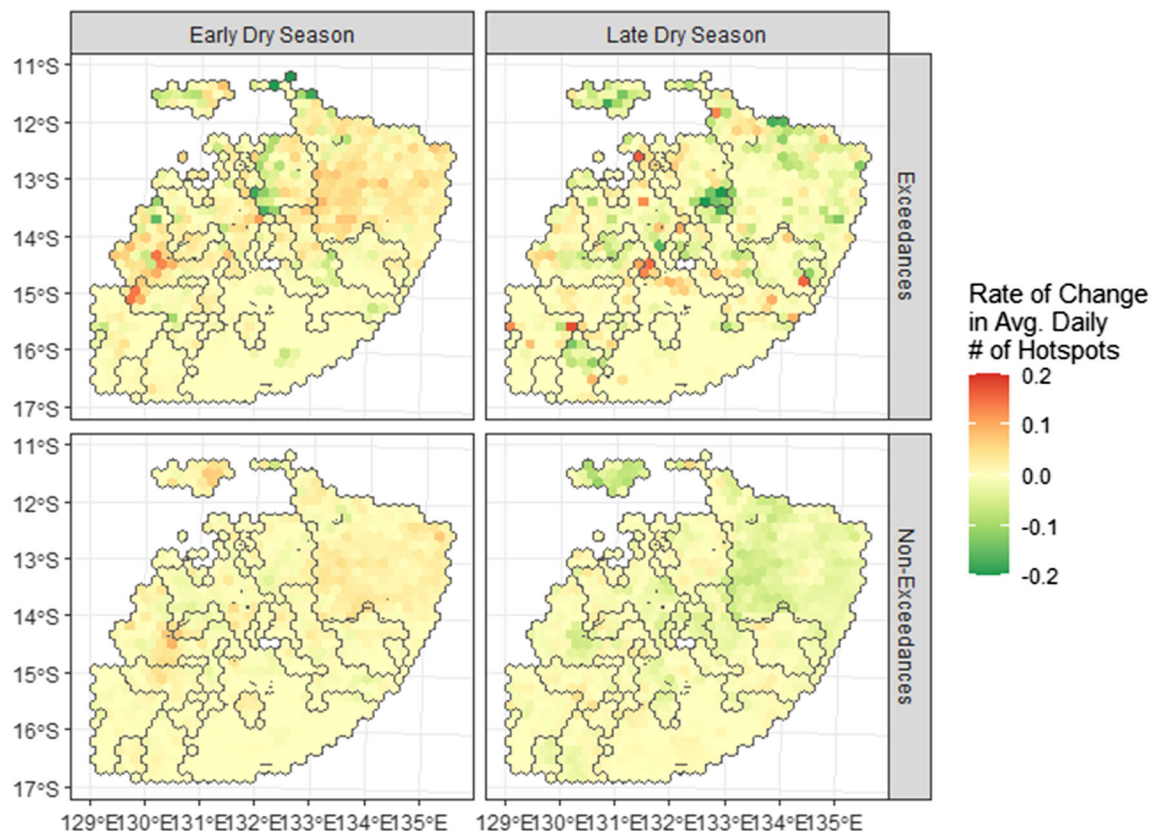 Early Dry Season
Late Dry Season
11°S
12°S
13°S
14°S
15°S
16°S
17°S
Exceedances
11°S
12°S
13°S
14°S
15°S
16°S
17°S
Non-Exceedances
129°E130°E131°E132°E133°E134°E135°E
129°E130°E131°E132°E133°E134°E135°E
Rate of Change
in Avg. Daily
# of Hotspots
0.2
0.1
0.0
-0.1
-0.2